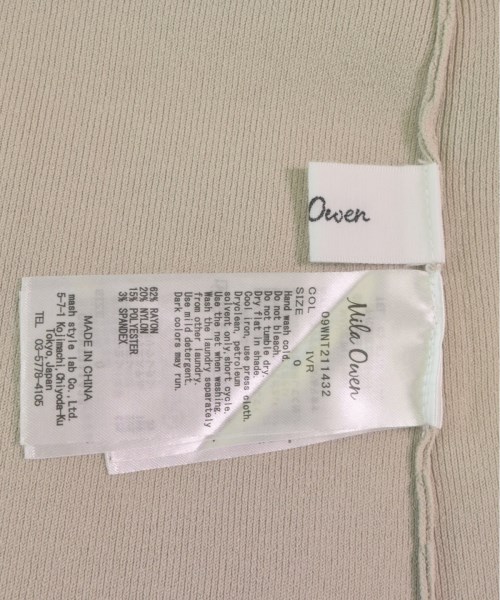 Owen
Mila Owen
09WNT211432
COL IVR
SIZE 0
Hand wash cold.
Do not bleach.
Do not tumble dry.
Dry flat in shade.
Cool iron, use press cloth.
Dryclean, petroleum
solvent only, short cycle.
Use the net when washing.
Wash the laundry separately
from other laundry.
Use mild detergent.
Dark colors may run.
62% RAYON
20% NYLON
15% POLYESTER
3% SPANDEX
MADE IN CHINA
mash style lab Co., Ltd.
5-7-1 Kojimachi, Chiyoda-Ku
Tokyo, Japan
TEL. 03-5778-4105